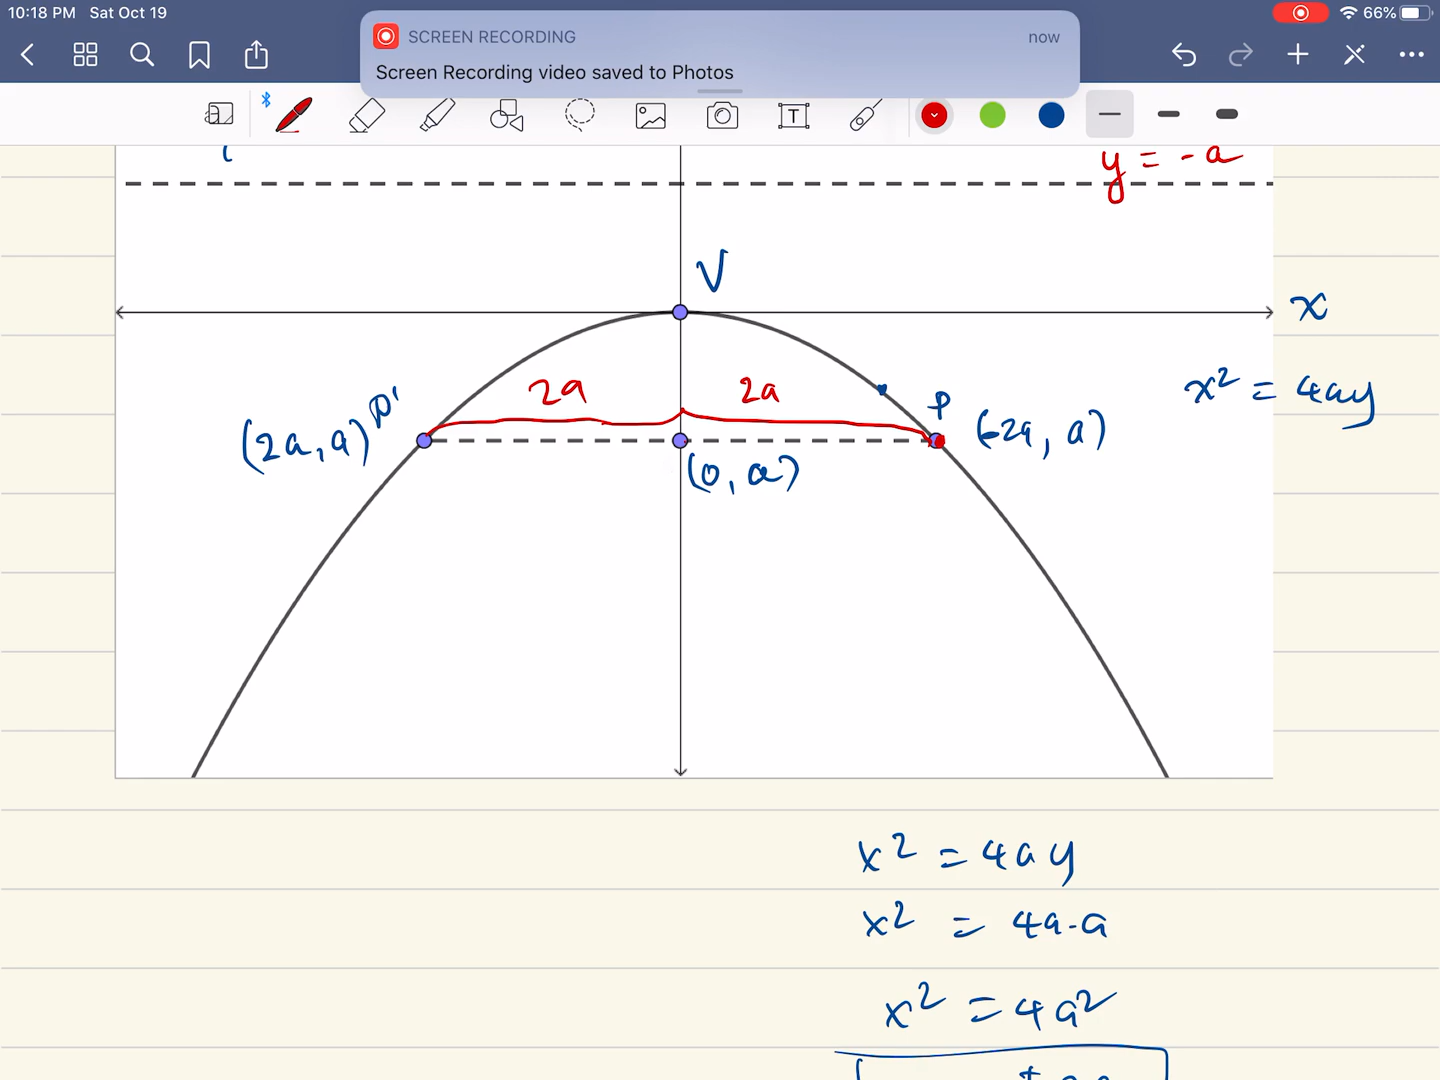 10:18 PM Sat Oct 19
66%
SCREEN RECORDING
now
Screen Recording video saved to Photos
T
y = -a
V
x
x² = 4ay
2a
2a
P'
P
(2a, a)
(-2a, a)
(0, a)
x² = 4ay
x² = 4a.a
x² = 4a²